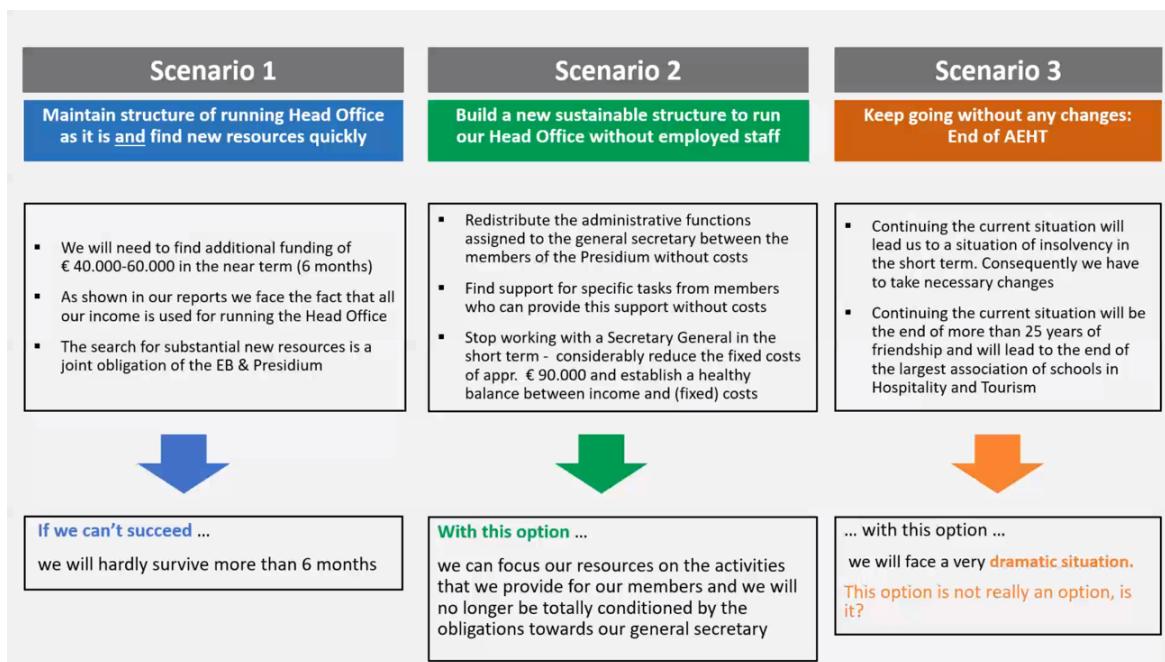 Scenario 1
Maintain structure of running Head Office
as it is and find new resources quickly
▪ We will need to find additional funding of
€ 40.000-60.000 in the near term (6 months)
▪ As shown in our reports we face the fact that all
our income is used for running the Head Office
▪ The search for substantial new resources is a
joint obligation of the EB & Presidium
If we can't succeed ...
we will hardly survive more than 6 months
Scenario 2
Build a new sustainable structure to run
our Head Office without employed staff
▪ Redistribute the administrative functions
assigned to the general secretary between the
members of the Presidium without costs
▪ Find support for specific tasks from members
who can provide this support without costs
▪ Stop working with a Secretary General in the
short term - considerably reduce the fixed costs
of appr. € 90.000 and establish a healthy
balance between income and (fixed) costs
With this option ...
we can focus our resources on the activities
that we provide for our members and we will
no longer be totally conditioned by the
obligations towards our general secretary
Scenario 3
Keep going without any changes:
End of AEHT
▪ Continuing the current situation will
lead us to a situation of insolvency in
the short term. Consequently we have
to take necessary changes
▪ Continuing the current situation will be
the end of more than 25 years of
friendship and will lead to the end of
the largest association of schools in
Hospitality and Tourism
... with this option ...
we will face a very dramatic situation.
This option is not really an option, is
it?